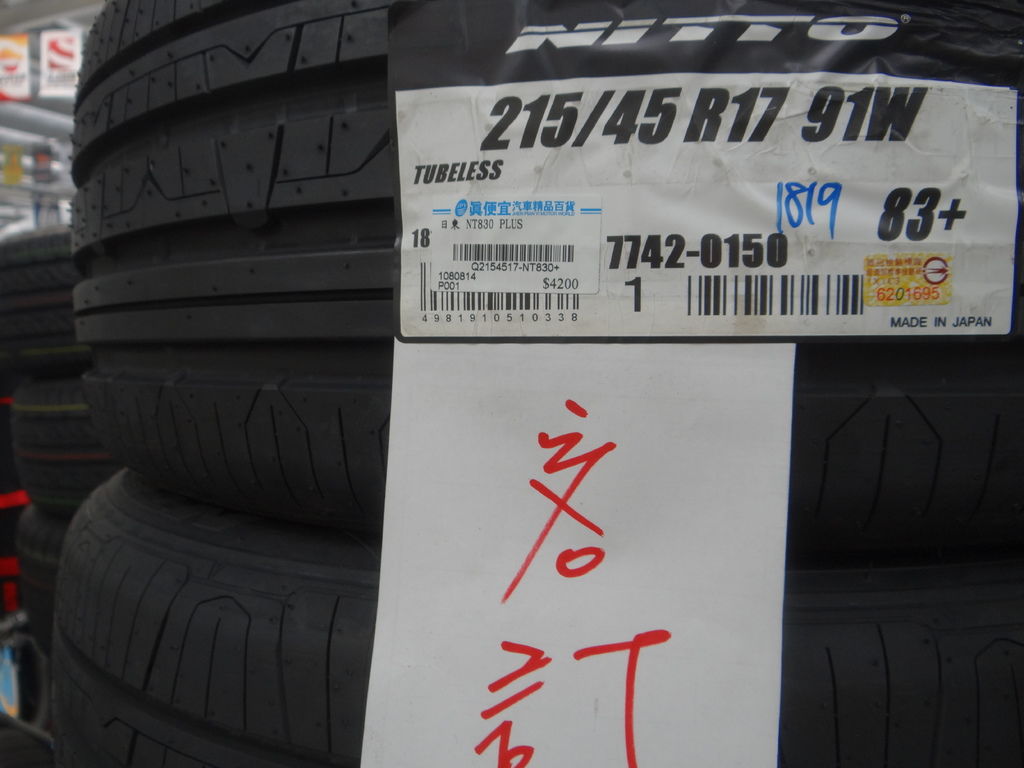 NITTO®
215/45 R17 91W
TUBELESS
1819
83+
真便宜 汽車精品百貨
日東 NT830 PLUS
18
Q2154517-NT830+
1080814
P001
$4200
4981910510338
7742-0150
1
6201695
MADE IN JAPAN
客
訂